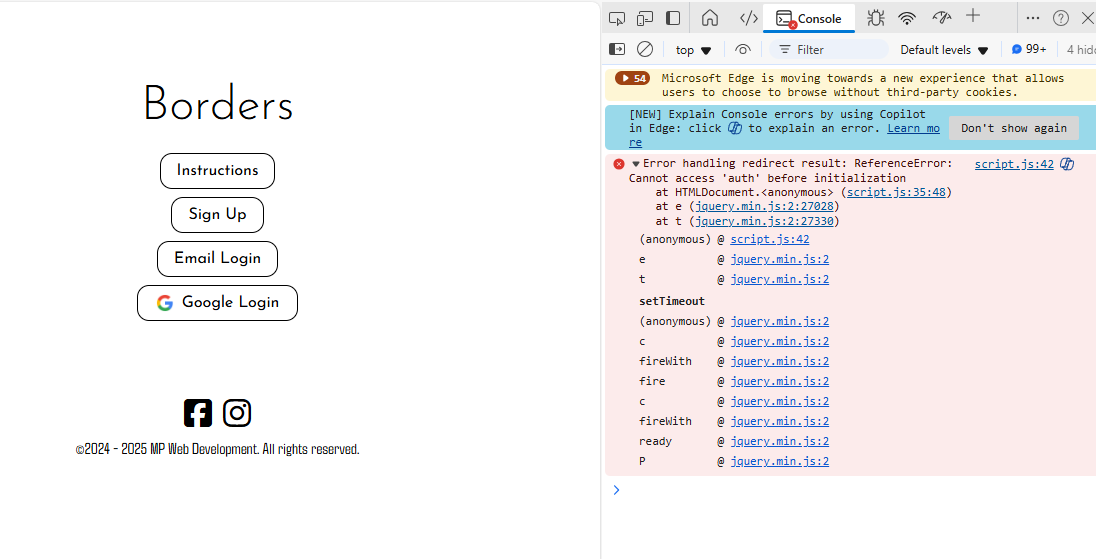 Borders
Instructions
Sign Up
Email Login
Google Login
©2024 - 2025 MP Web Development. All rights reserved.
Console
top
Filter
Default levels
99+
4 hidd
54
Microsoft Edge is moving towards a new experience that allows
users to choose to browse without third-party cookies.
[NEW] Explain Console errors by using Copilot
in Edge: click to explain an error. Learn mo
re
Don't show again
Error handling redirect result: ReferenceError: script.js:42
Cannot access 'auth' before initialization
at HTMLDocument.<anonymous> (script.js:35:48)
at e (jquery.min.js:2:27028)
at t (jquery.min.js:2:27330)
(anonymous) @ script.js:42
e @ jquery.min.js:2
t @ jquery.min.js:2
setTimeout
(anonymous) @ jquery.min.js:2
c @ jquery.min.js:2
fireWith @ jquery.min.js:2
fire @ jquery.min.js:2
c @ jquery.min.js:2
fireWith @ jquery.min.js:2
ready @ jquery.min.js:2
P @ jquery.min.js:2